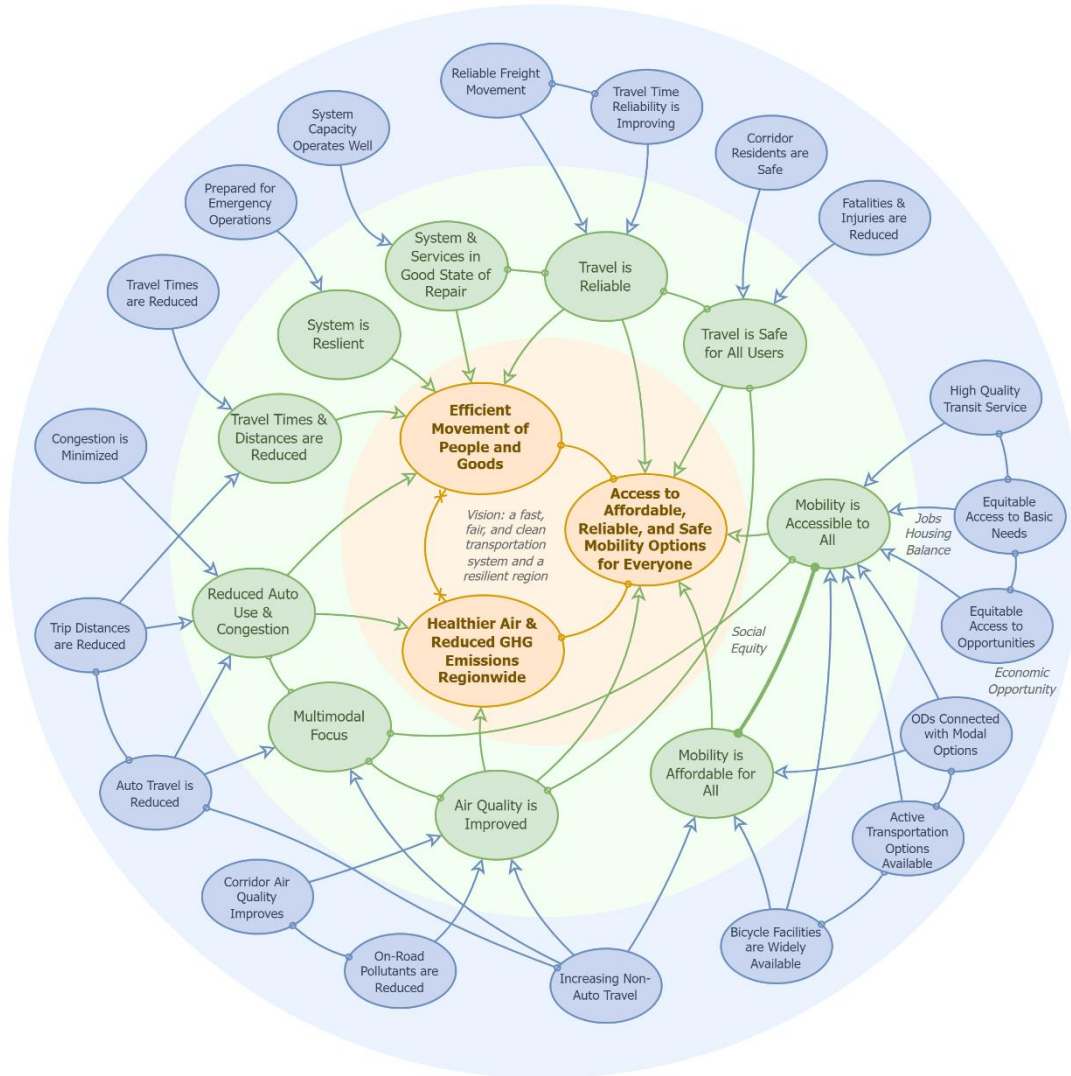 Reliable Freight
Movement
Travel Time
Reliability is
Improving
System
Capacity
Operates Well
Corridor
Residents are
Safe
Prepared for
Emergency
Operations
Fatalities &
Injuries are
Reduced
System &
Services in
Good State of
Repair
Travel is
Reliable
Travel Times
are Reduced
System is
Reslient
Travel is Safe
for All Users
Efficient
Movement of
People and
Goods
High Quality
Transit Service
Travel Times &
Distances are
Reduced
Congestion is
Minimized
Access to
Affordable,
Reliable, and Safe
Mobility Options
for Everyone
Mobility is
Accessible to
All
Equitable
Access to Basic
Needs
Jobs
Housing
Balance
Vision: a fast,
fair, and clean
transportation
system and a
resilient region
Reduced Auto
Use &
Congestion
Trip Distances
are Reduced
Healthier Air &
Reduced GHG
Emissions
Regionwide
Social
Equity
Equitable
Access to
Opportunities
Economic
Opportunity
Multimodal
Focus
ODs Connected
with Modal
Options
Auto Travel is
Reduced
Mobility is
Affordable for
All
Air Quality is
Improved
Active
Transportation
Options
Available
Corridor Air
Quality
Improves
Bicycle Facilities
are Widely
Available
On-Road
Pollutants are
Reduced
Increasing Non-
Auto Travel